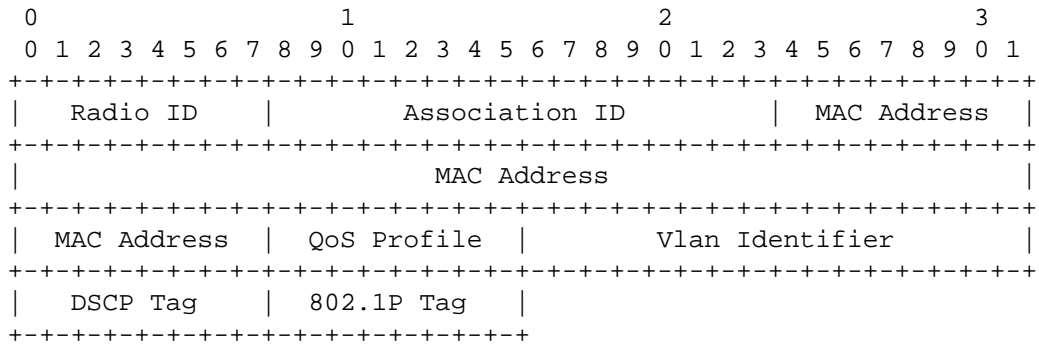 0                   1                   2                   3
 0 1 2 3 4 5 6 7 8 9 0 1 2 3 4 5 6 7 8 9 0 1 2 3 4 5 6 7 8 9 0 1
+-+-+-+-+-+-+-+-+-+-+-+-+-+-+-+-+-+-+-+-+-+-+-+-+-+-+-+-+-+-+-+-+
|   Radio ID    |        Association ID         |  MAC Address  |
+-+-+-+-+-+-+-+-+-+-+-+-+-+-+-+-+-+-+-+-+-+-+-+-+-+-+-+-+-+-+-+-+
|                          MAC Address                          |
+-+-+-+-+-+-+-+-+-+-+-+-+-+-+-+-+-+-+-+-+-+-+-+-+-+-+-+-+-+-+-+-+
|  MAC Address  |  QoS Profile  |        Vlan Identifier        |
+-+-+-+-+-+-+-+-+-+-+-+-+-+-+-+-+-+-+-+-+-+-+-+-+-+-+-+-+-+-+-+-+
|   DSCP Tag    |  802.1P Tag   |
+-+-+-+-+-+-+-+-+-+-+-+-+-+-+-+-+